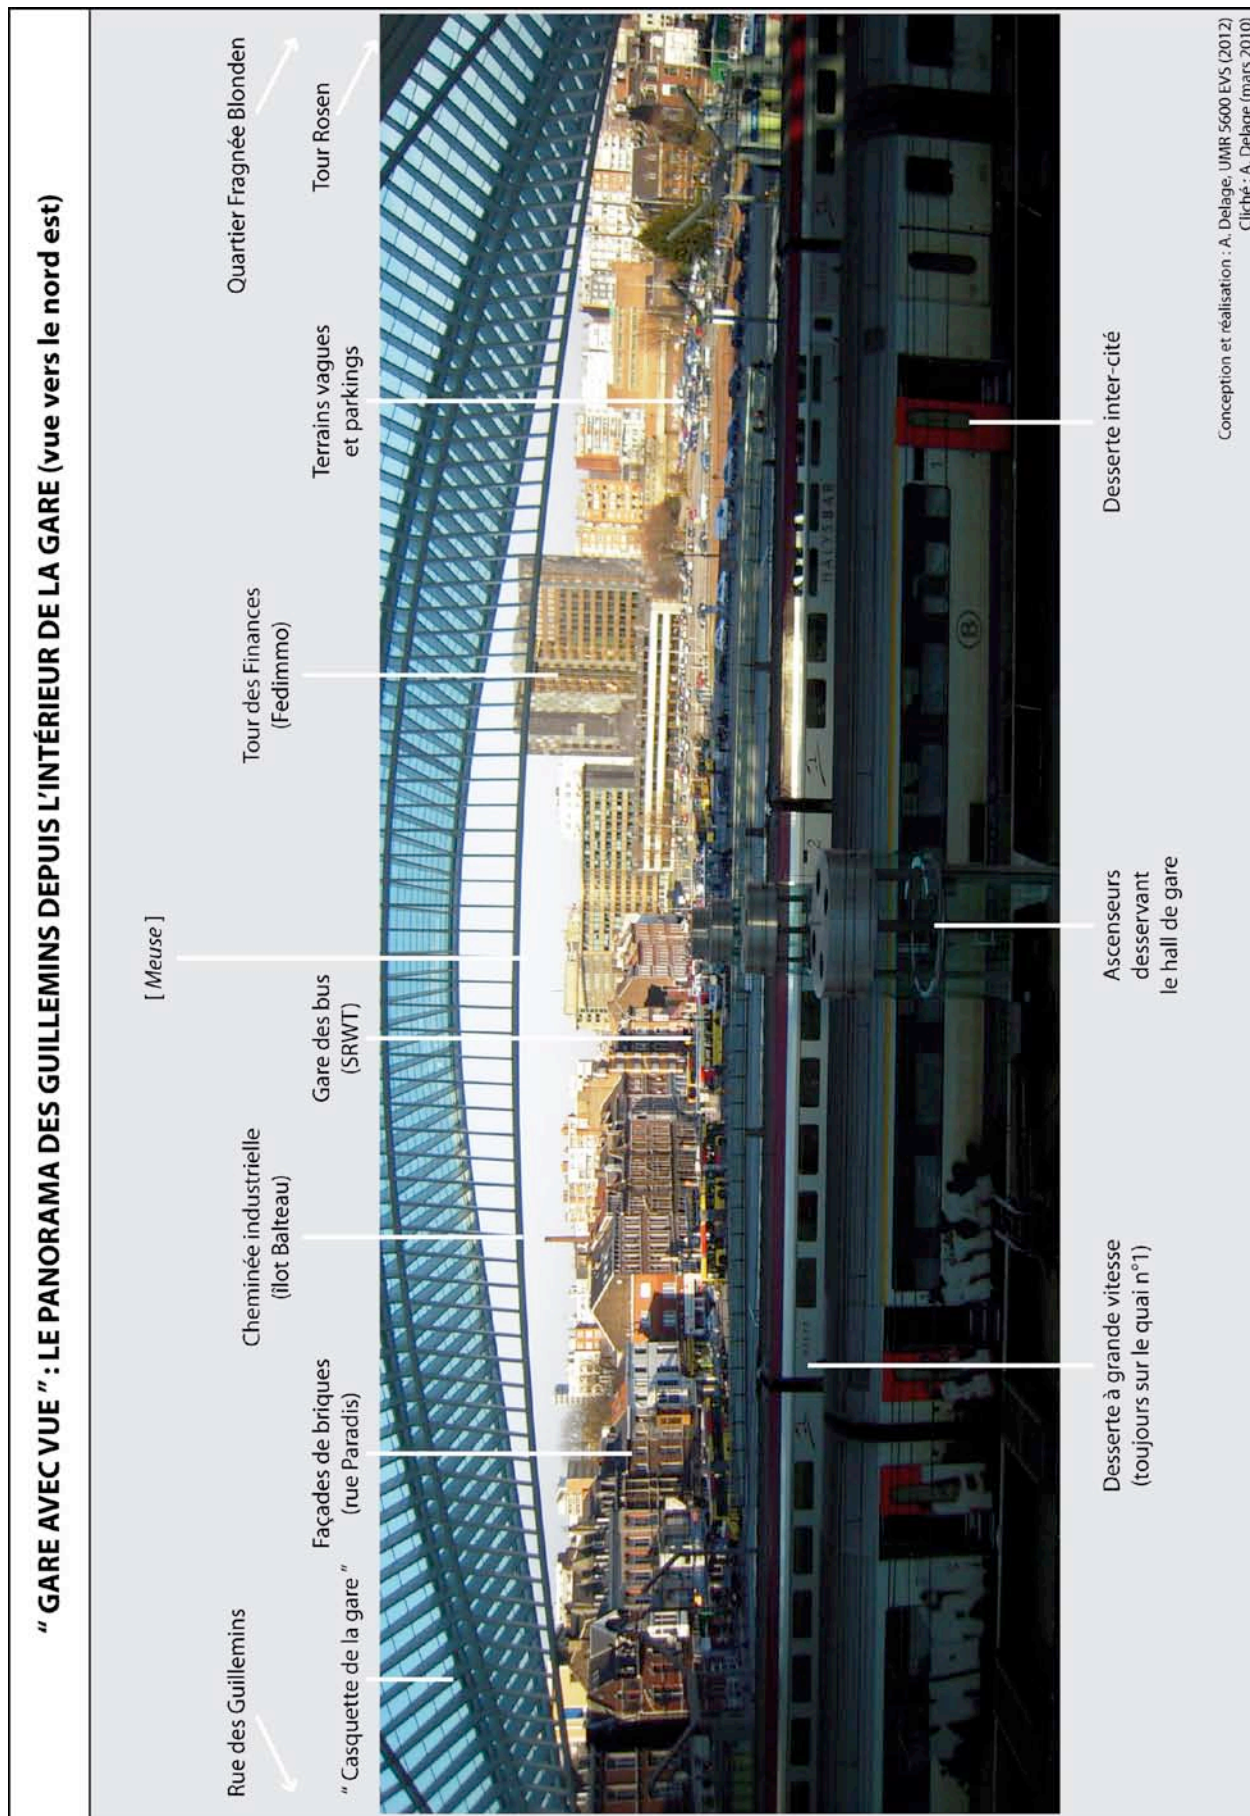 “ GARE AVEC VUE ” : LE PANORAMA DES GUILLEMINS DEPUIS L’INTÉRIEUR DE LA GARE (vue vers le nord est)
[ Meuse ]
Rue des Guillemins
Cheminée industrielle
(îlot Balteau)
Tour des Finances
(Fedimmo)
Quartier Fragnée Blonden
“ Casquette de la gare ”
Façades de briques
(rue Paradis)
Gare des bus
(SRWT)
Terrains vagues
et parkings
Tour Rosen
HALYSBAR
2
1
B
Desserte à grande vitesse
(toujours sur le quai n°1)
Ascenseurs
desservant
le hall de gare
Desserte inter-cité
Conception et réalisation : A. Delage, UMR 5600 EVS (2012)
Cliché : A. Delage (mars 2010)